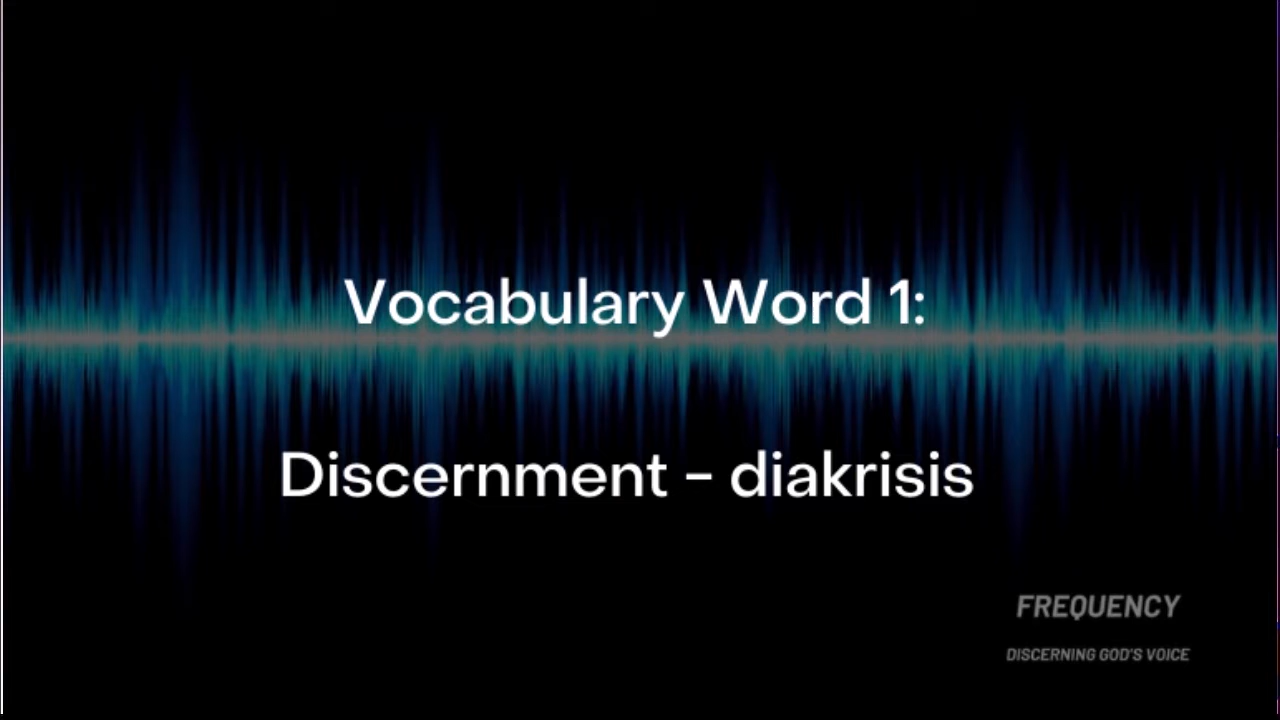 Vocabulary Word 1:
Discernment - diakrisis
FREQUENCY
DISCERNING GOD'S VOICE